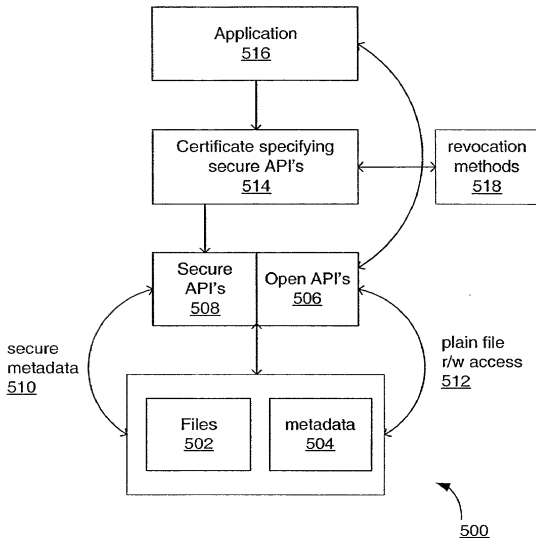 Application
516
Certificate specifying
secure API's
514
revocation
methods
518
Secure
API's
508
Open API's
506
secure
metadata
510
plain file
r/w access
512
Files
502
metadata
504
500